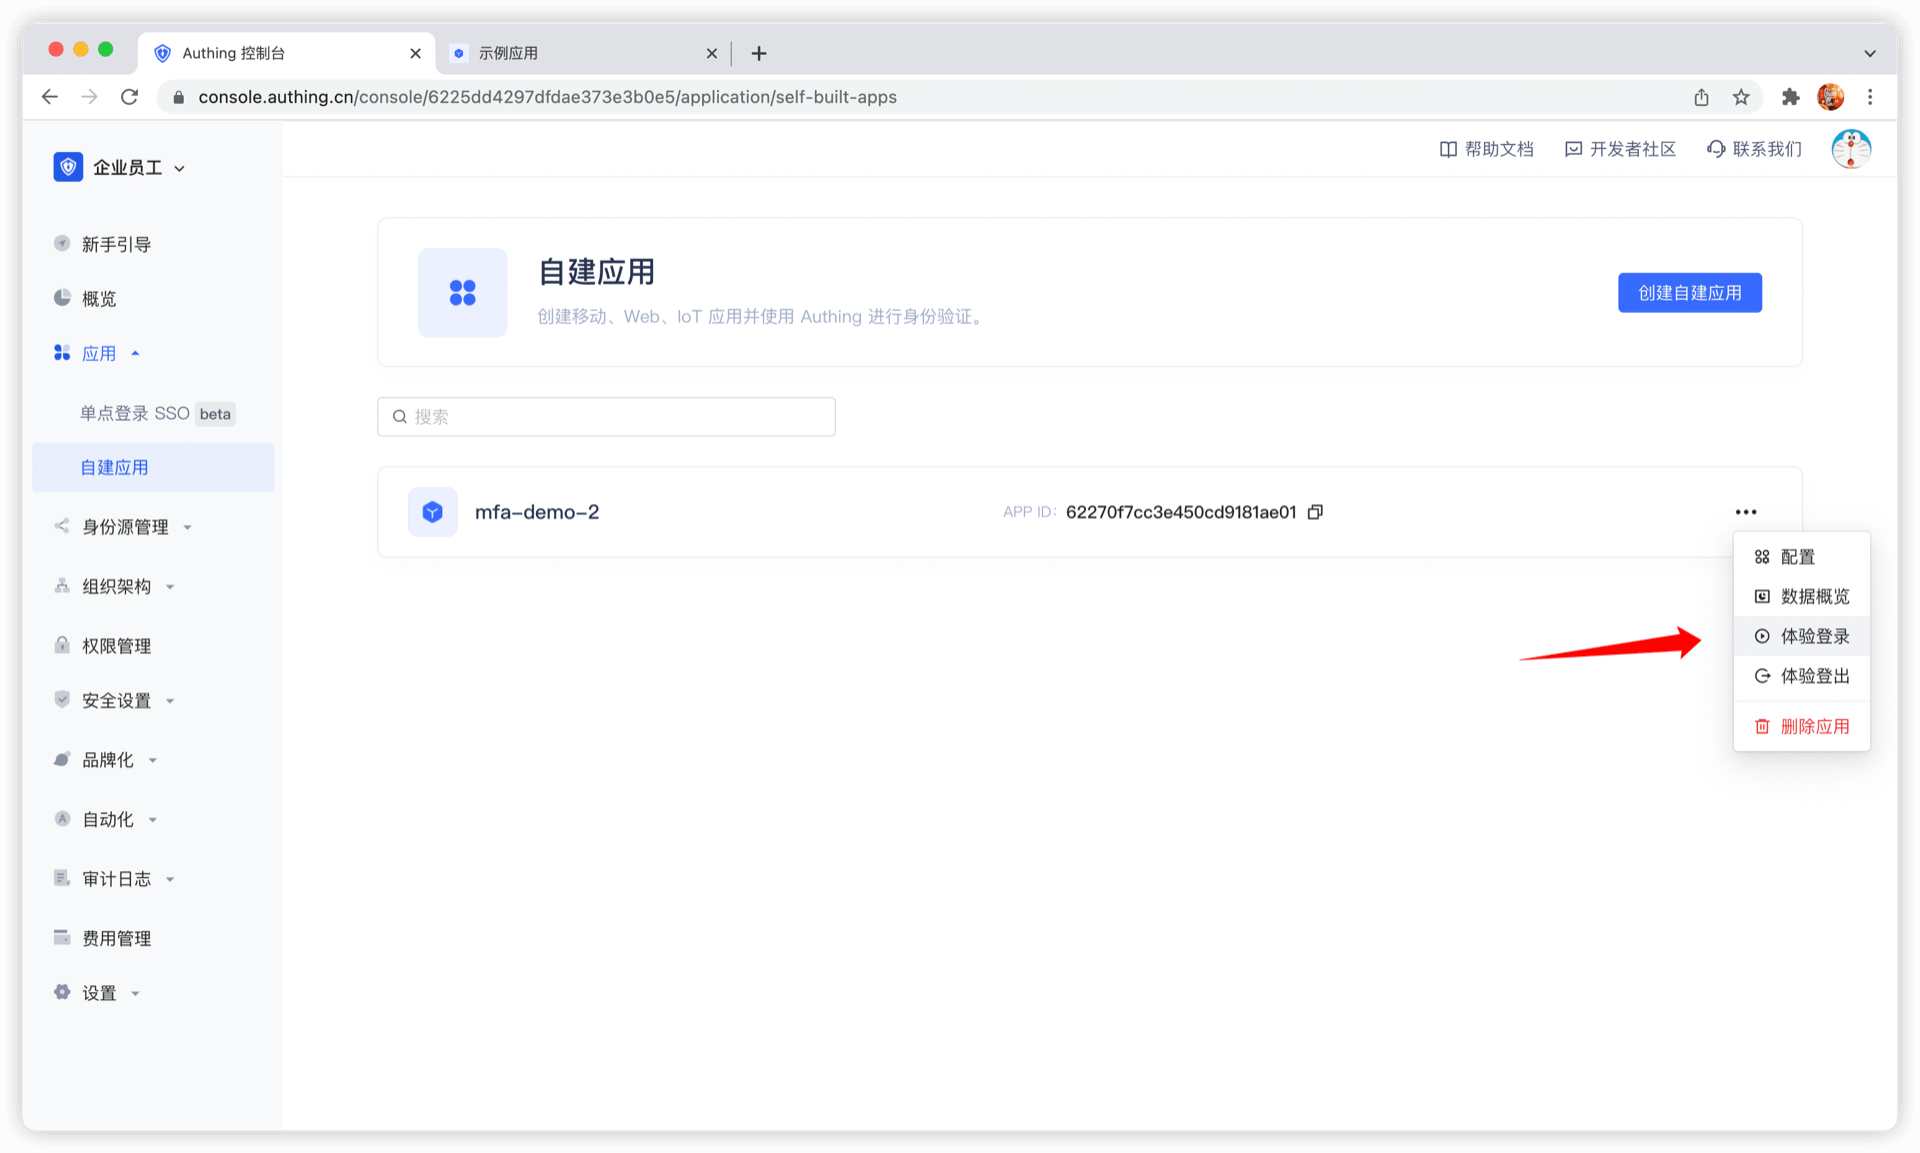 Authing 控制台
示例应用
console.authing.cn/console/6225dd4297dfdae373e3b0e5/application/self-built-apps
企业员工
帮助文档
开发者社区
联系我们
新手引导
概览
应用
单点登录 SSO beta
自建应用
身份源管理
组织架构
权限管理
安全设置
品牌化
自动化
审计日志
费用管理
设置
自建应用
创建移动、Web、IoT 应用并使用 Authing 进行身份验证。
创建自建应用
搜索
mfa-demo-2
APP ID: 62270f7cc3e450cd9181ae01
配置
数据概览
体验登录
体验登出
删除应用